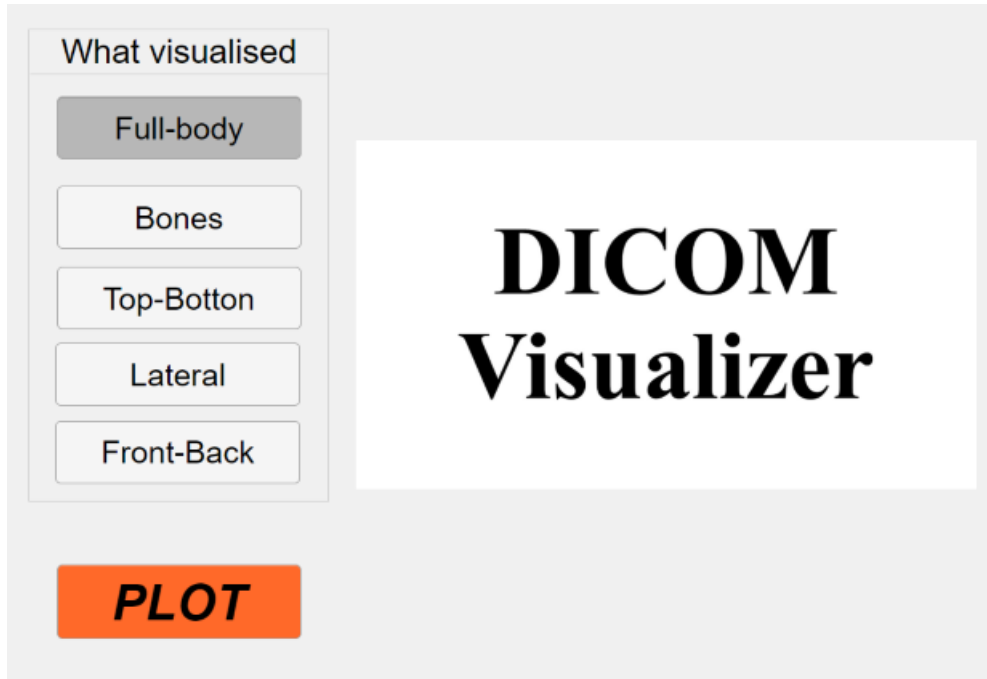 What visualised
Full-body
Bones
Top-Botton
Lateral
Front-Back
PLOT
DICOM
Visualizer